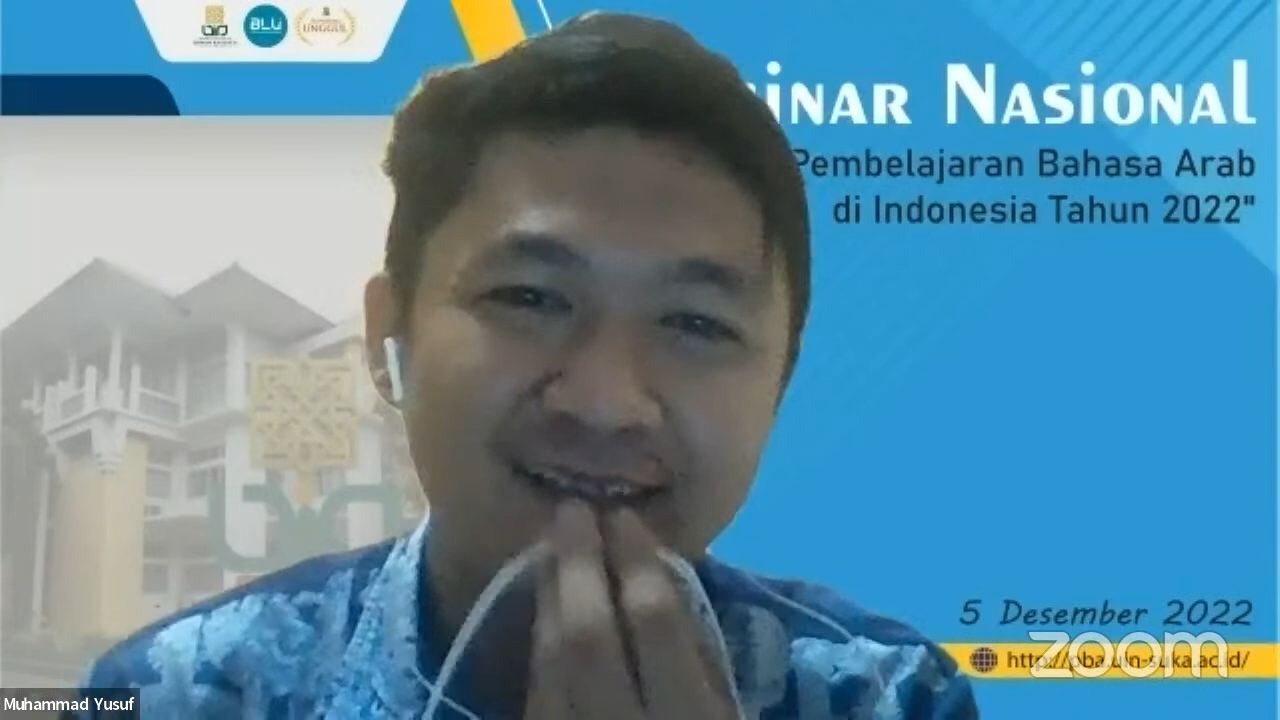 BLU
UNGGUL
INAR NASIONAL
Pembelajaran Bahasa Arab
di Indonesia Tahun 2022"
5 Desember 2022
zoom
http://pba.uin-suka.ac.id/
Muhammad Yusuf